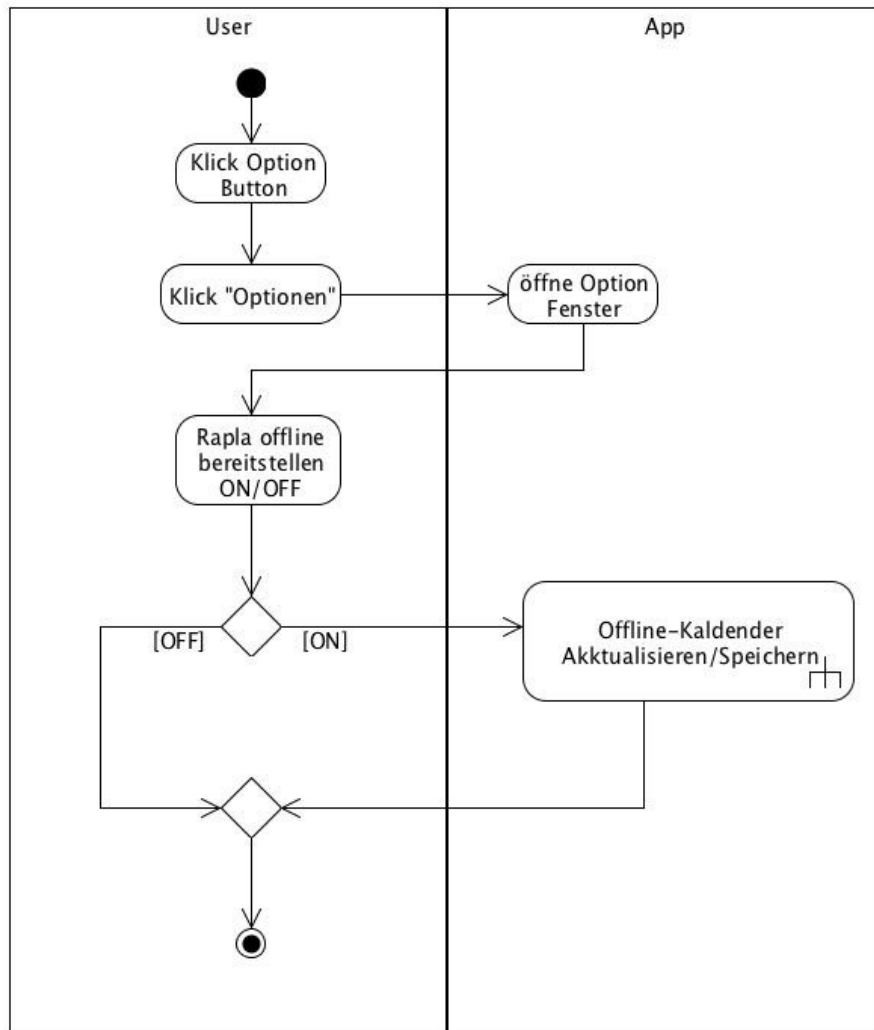 User
App
Klick Option
Button
Klick "Optionen"
öffne Option
Fenster
Rapla offline
bereitstellen
ON/OFF
[OFF]
[ON]
Offline-Kaldender
Akktualisieren/Speichern